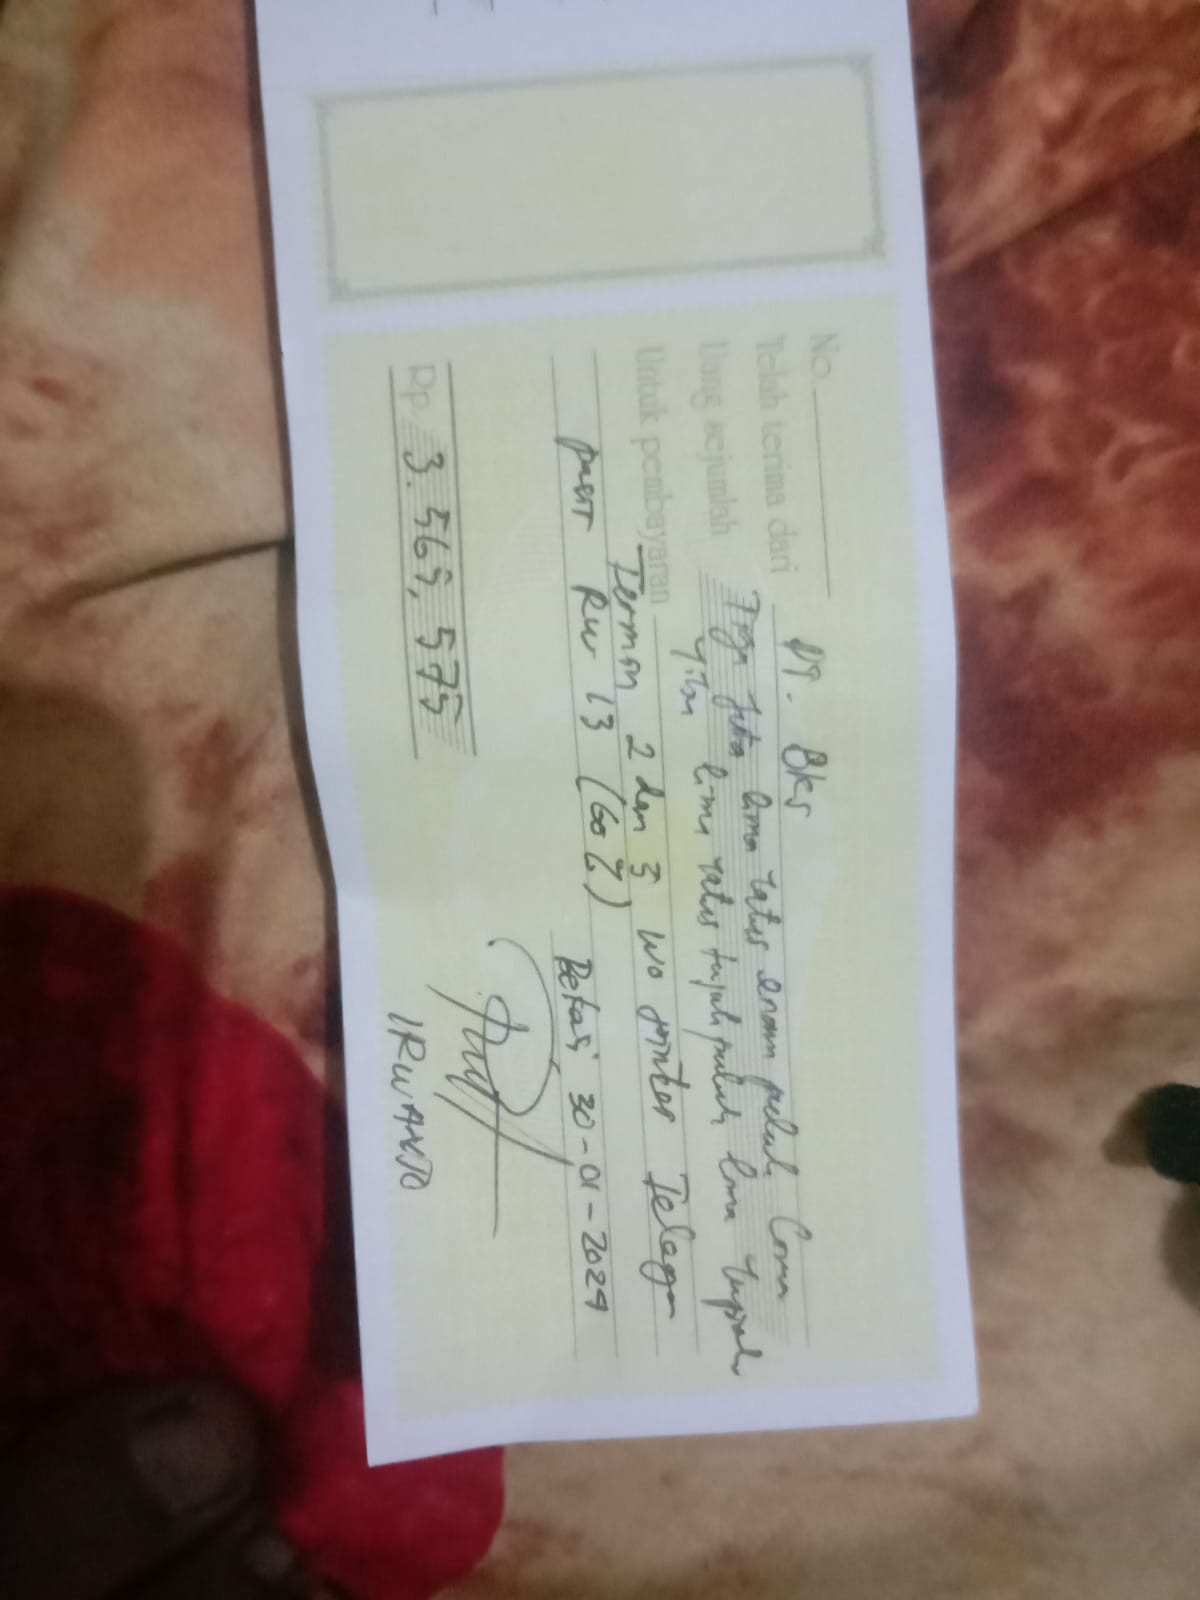 No.
Telah terima dari PT. BKS
Uang sejumlah Tiga juta lima ratus enam puluh lima
ribu lima ratus tujuh puluh lima rupiah
Untuk pembayaran Termin 2 dan 3 WO pinter Telaga
pasir RW 13 (60%)
Bekasi 30-01-2024
Rp. 3.565,575
IRWANTO